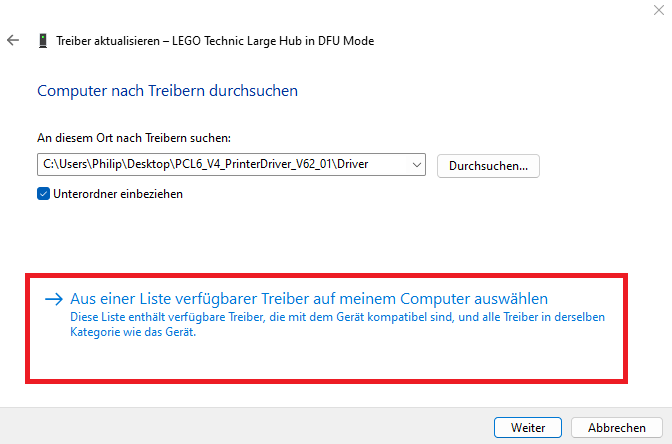 Treiber aktualisieren – LEGO Technic Large Hub in DFU Mode
Computer nach Treibern durchsuchen
An diesem Ort nach Treibern suchen:
C:\Users\Philip\Desktop\PCL6_V4_PrinterDriver_V62_01\Driver
Durchsuchen...
Unterordner einbeziehen
Aus einer Liste verfügbarer Treiber auf meinem Computer auswählen
Diese Liste enthält verfügbare Treiber, die mit dem Gerät kompatibel sind, und alle Treiber in derselben
Kategorie wie das Gerät.
Weiter
Abbrechen